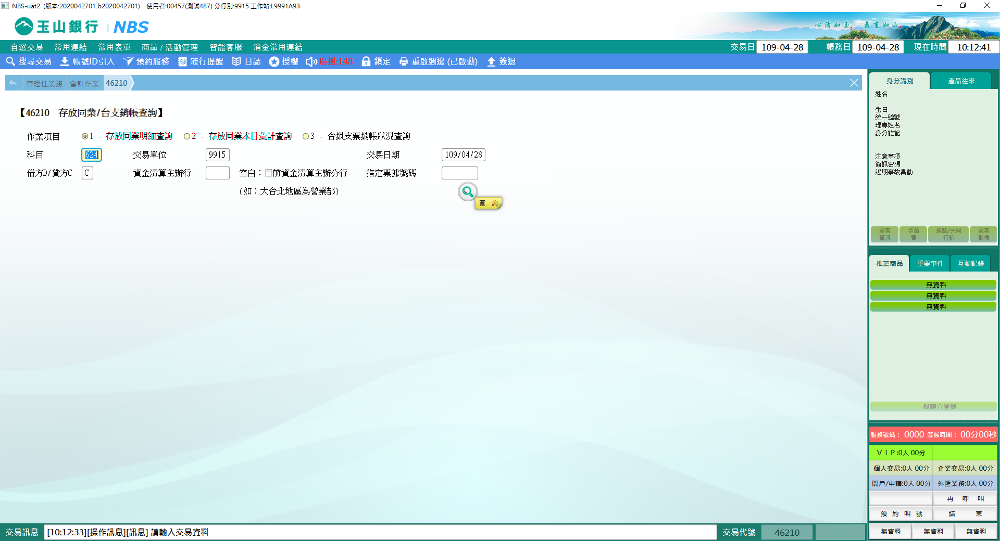 NBS-uat2 (版本:2020042701.b2020042701) 使用者:00457(測試487) 分行別:9915 工作站:L9991A93
玉山銀行 | NBS
心清如玉 義重如山
自選交易 常用連結 常用表單 商品 / 活動管理 智能客服 消金常用連結 交易日 109-04-28 帳務日 109-04-28 現在時間 10:12:41
搜尋交易 帳號ID引入 預約服務 蒞行提醒 日誌 授權 廣播:148 鎖定 重啟週邊 (已啟動) 簽退
管理性業務 會計作業 46210
【46210 存放同業/台支銷帳查詢】
作業項目 1 - 存放同業明細查詢 2 - 存放同業本日彙計查詢 3 - 台銀支票銷帳狀況查詢
科目 624 交易單位 9915 交易日期 109/04/28
借方D/貸方C C 資金清算主辦行 空白：目前資金清算主辦分行 指定票據號碼
(如：大台北地區為營業部)
查 詢
身分識別 產品往來
姓名
生日
統一編號
理專姓名
身分註記
注意事項
簡訊密碼
近期事故異動
顧客資訊 手續費 通路/共同行銷 顧客影像
推薦商品 重要事件 互動記錄
無資料
無資料
無資料
一般轉介登錄
服務號碼： 0000 等候時間： 00分00秒
ＶＩＰ:0人 00分
個人交易:0人 00分 企業交易:0人 00分
開戶/申請:0人 00分 外匯業務:0人 00分
再 呼 叫
預 約 叫 號 結 束
無資料 無資料 無資料
交易訊息 [10:12:33][操作訊息][訊息] 請輸入交易資料 交易代號 46210